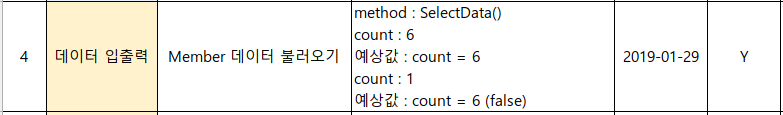 4
데이터 입출력
Member 데이터 불러오기
method : SelectData()
count : 6
예상값 : count = 6
count : 1
예상값 : count = 6 (false)
2019-01-29
Y